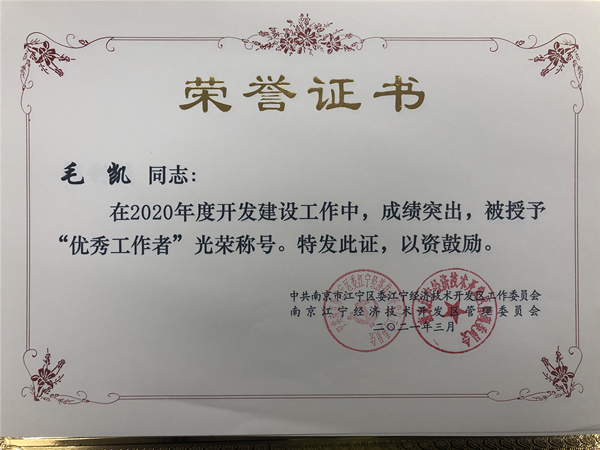 荣誉证书
毛 凯 同志：
在2020年度开发建设工作中，成绩突出，被授予
“优秀工作者”光荣称号。特发此证，以资鼓励。
中共南京市江宁区委江宁经济技术开发区工作委员会
南京江宁经济技术开发区管理委员会
二〇二一年三月